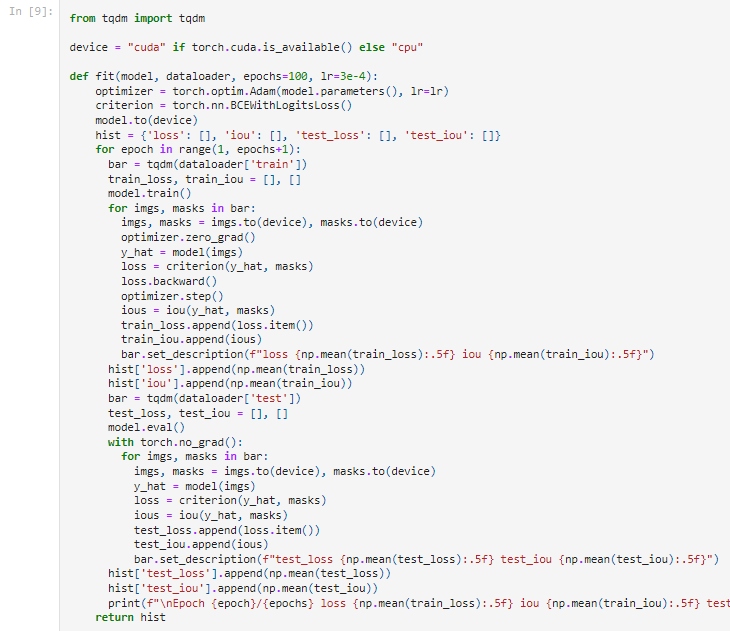 In [9]:
from tqdm import tqdm

device = "cuda" if torch.cuda.is_available() else "cpu"

def fit(model, dataloader, epochs=100, lr=3e-4):
    optimizer = torch.optim.Adam(model.parameters(), lr=lr)
    criterion = torch.nn.BCEWithLogitsLoss()
    model.to(device)
    hist = {'loss': [], 'iou': [], 'test_loss': [], 'test_iou': []}
    for epoch in range(1, epochs+1):
      bar = tqdm(dataloader['train'])
      train_loss, train_iou = [], []
      model.train()
      for imgs, masks in bar:
        imgs, masks = imgs.to(device), masks.to(device)
        optimizer.zero_grad()
        y_hat = model(imgs)
        loss = criterion(y_hat, masks)
        loss.backward()
        optimizer.step()
        ious = iou(y_hat, masks)
        train_loss.append(loss.item())
        train_iou.append(ious)
        bar.set_description(f"loss {np.mean(train_loss):.5f} iou {np.mean(train_iou):.5f}")
      hist['loss'].append(np.mean(train_loss))
      hist['iou'].append(np.mean(train_iou))
      bar = tqdm(dataloader['test'])
      test_loss, test_iou = [], []
      model.eval()
      with torch.no_grad():
        for imgs, masks in bar:
          imgs, masks = imgs.to(device), masks.to(device)
          y_hat = model(imgs)
          loss = criterion(y_hat, masks)
          ious = iou(y_hat, masks)
          test_loss.append(loss.item())
          test_iou.append(ious)
          bar.set_description(f"test_loss {np.mean(test_loss):.5f} test_iou {np.mean(test_iou):.5f}")
      hist['test_loss'].append(np.mean(test_loss))
      hist['test_iou'].append(np.mean(test_iou))
      print(f"\nEpoch {epoch}/{epochs} loss {np.mean(train_loss):.5f} iou {np.mean(train_iou):.5f} test
    return hist